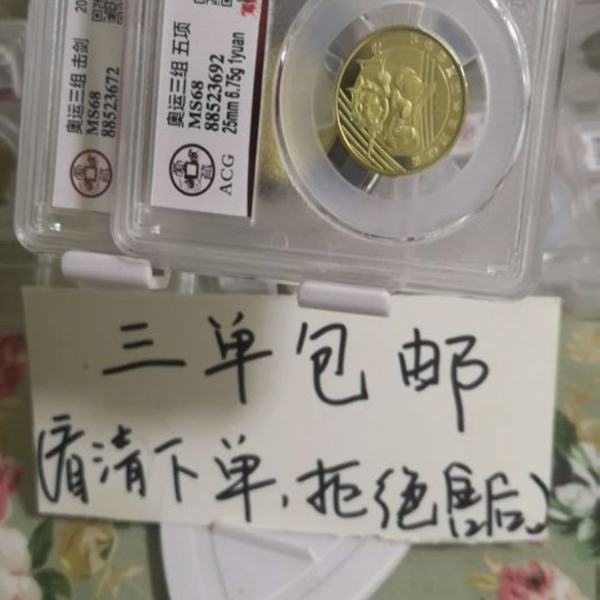 20
奥运三组 击剑
MS68
88523672
奥运三组 五项
MS68
88523692
25mm 6.75g 1yuan
ACG
三单包邮
(看清下单,拒绝售后)